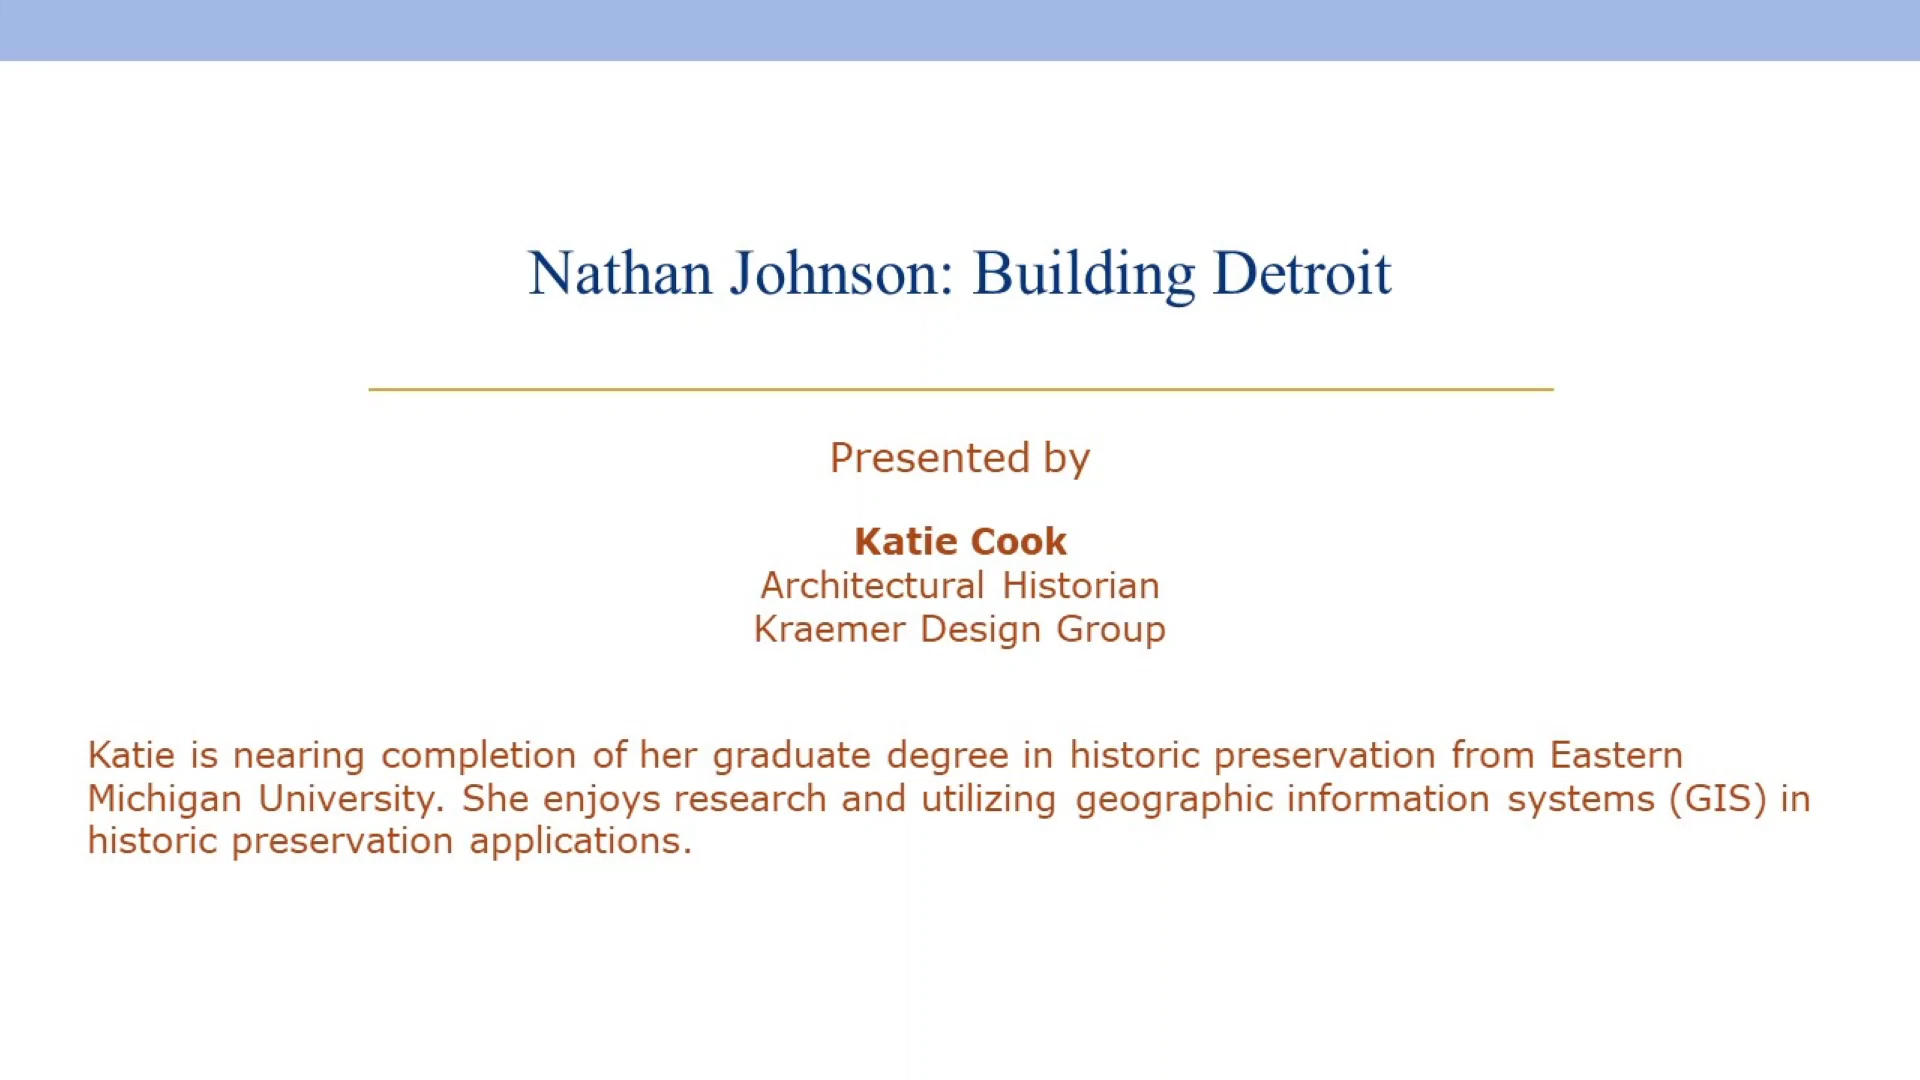 Nathan Johnson: Building Detroit
Presented by
Katie Cook
Architectural Historian
Kraemer Design Group
Katie is nearing completion of her graduate degree in historic preservation from Eastern
Michigan University. She enjoys research and utilizing geographic information systems (GIS) in
historic preservation applications.